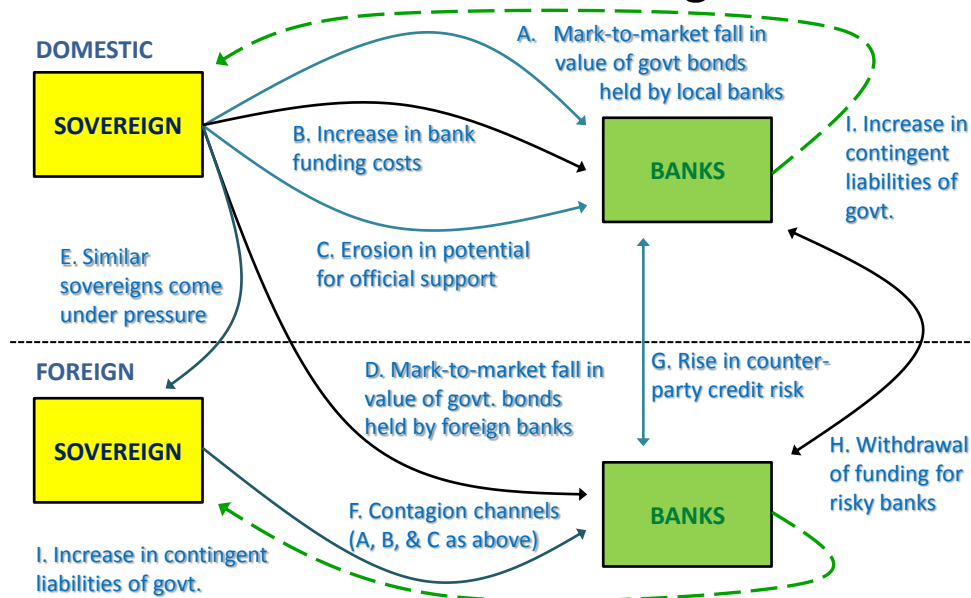 DOMESTIC
SOVEREIGN
A. Mark-to-market fall in
value of govt bonds
held by local banks
B. Increase in bank
funding costs
BANKS
I. Increase in
contingent
liabilities of
govt.
C. Erosion in potential
for official support
E. Similar
sovereigns come
under pressure
FOREIGN
SOVEREIGN
D. Mark-to-market fall in
value of govt. bonds
held by foreign banks
G. Rise in counter-
party credit risk
H. Withdrawal
of funding for
risky banks
BANKS
F. Contagion channels
(A, B, & C as above)
I. Increase in contingent
liabilities of govt.